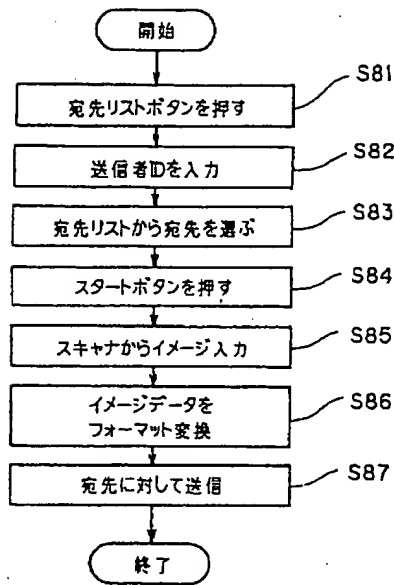 開始
宛先リストボタンを押す
S81
送信者IDを入力
S82
宛先リストから宛先を選ぶ
S83
スタートボタンを押す
S84
スキャナからイメージ入力
S85
イメージデータを
フォーマット変換
S86
宛先に対して送信
S87
終了